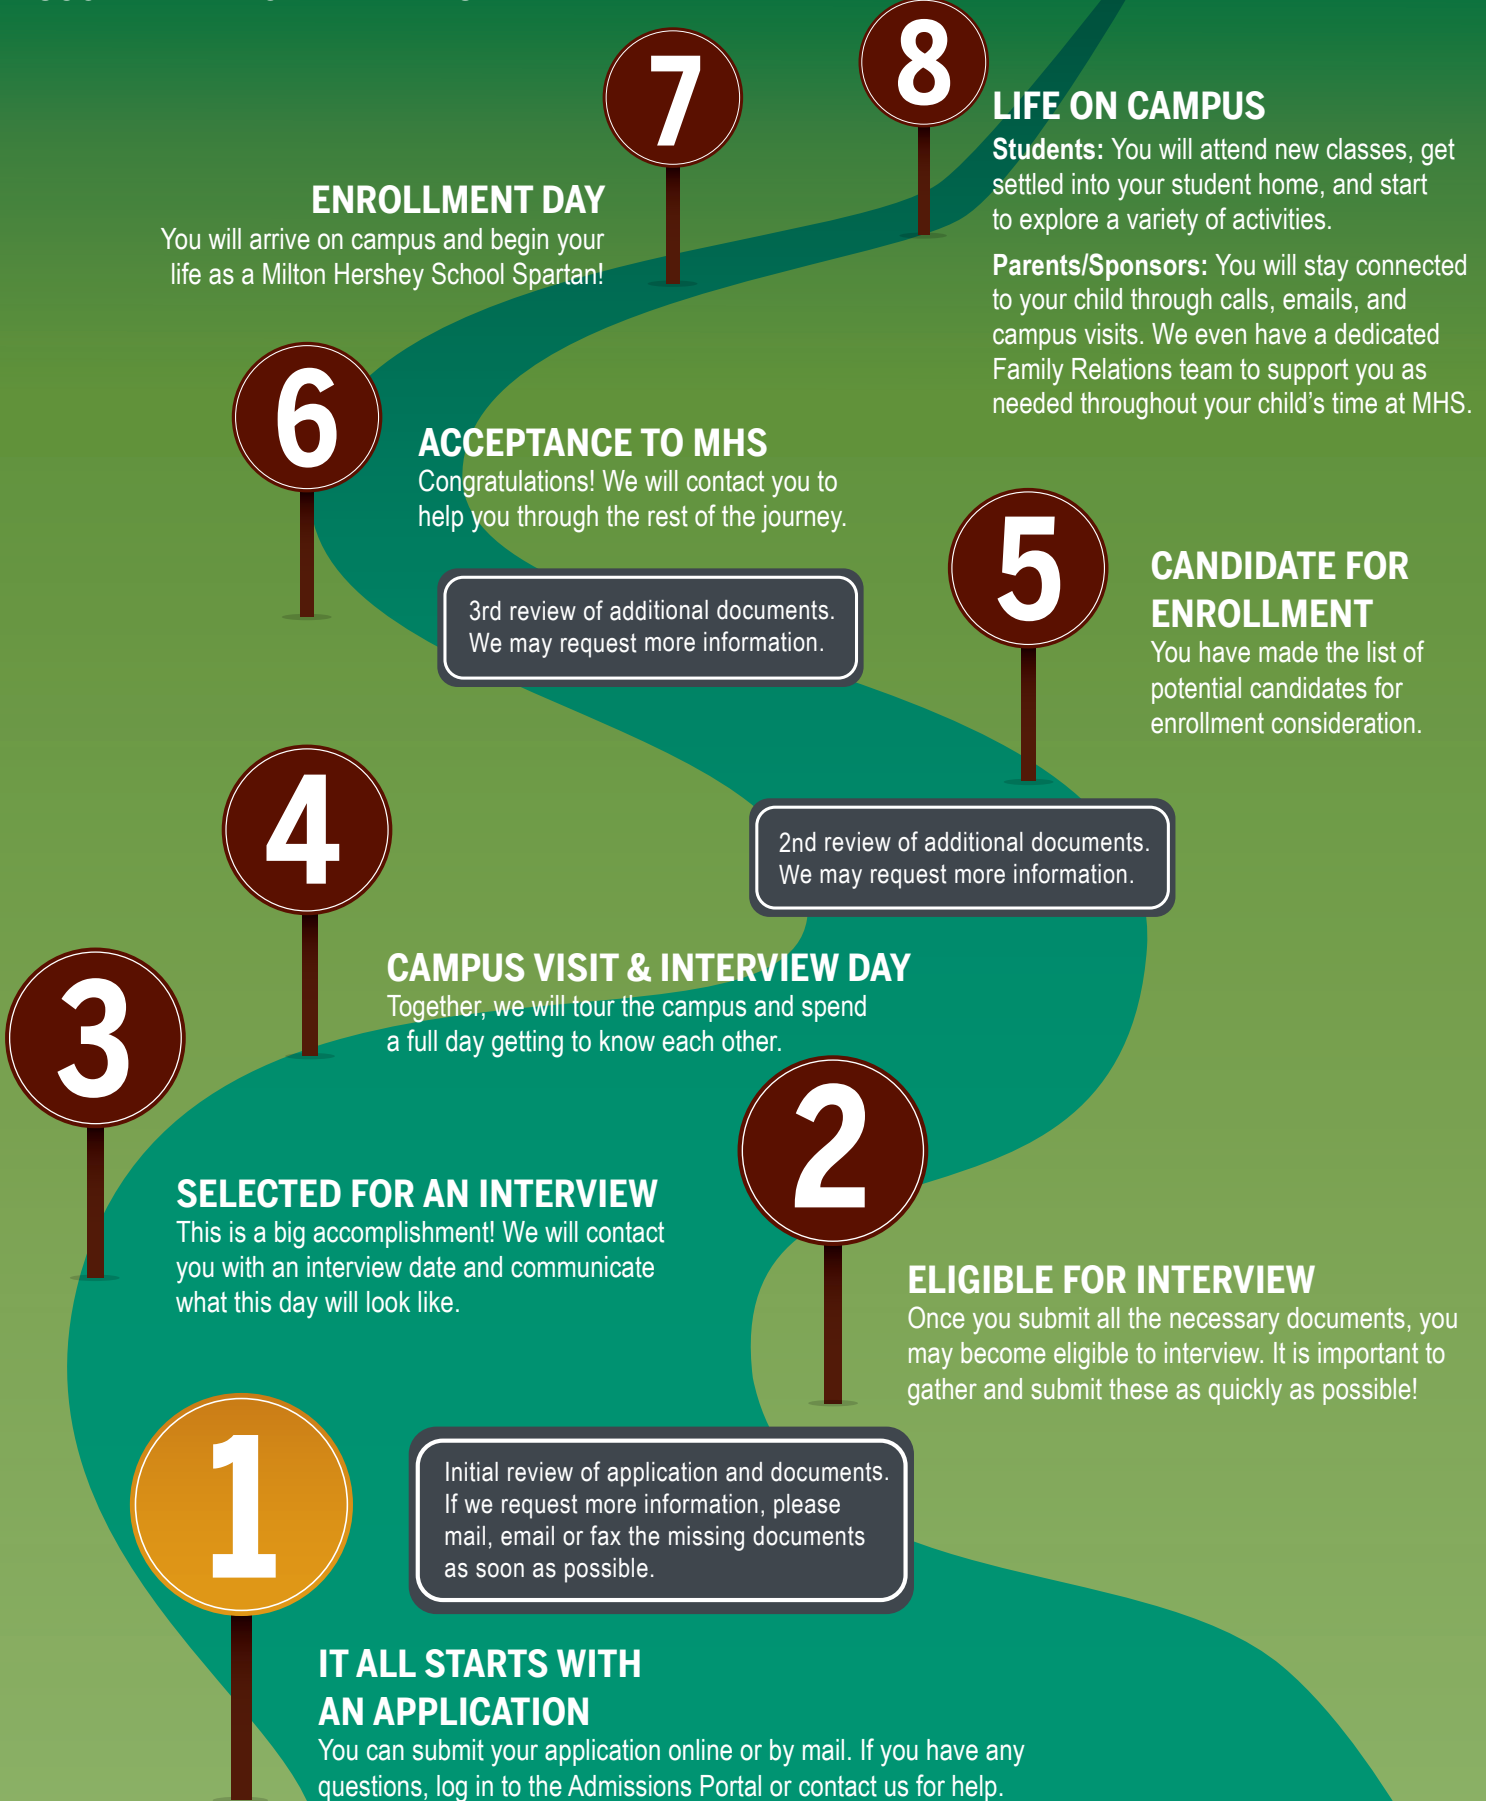 8
7
LIFE ON CAMPUS
Students: You will attend new classes, get
settled into your student home, and start
to explore a variety of activities.
Parents/Sponsors: You will stay connected
to your child through calls, emails, and
campus visits. We even have a dedicated
Family Relations team to support you as
needed throughout your child’s time at MHS.
ENROLLMENT DAY
You will arrive on campus and begin your
life as a Milton Hershey School Spartan!
6
ACCEPTANCE TO MHS
Congratulations! We will contact you to
help you through the rest of the journey.
3rd review of additional documents.
We may request more information.
5
CANDIDATE FOR
ENROLLMENT
You have made the list of
potential candidates for
enrollment consideration.
2nd review of additional documents.
We may request more information.
4
CAMPUS VISIT & INTERVIEW DAY
Together, we will tour the campus and spend
a full day getting to know each other.
3
SELECTED FOR AN INTERVIEW
This is a big accomplishment! We will contact
you with an interview date and communicate
what this day will look like.
2
ELIGIBLE FOR INTERVIEW
Once you submit all the necessary documents, you
may become eligible to interview. It is important to
gather and submit these as quickly as possible!
1
Initial review of application and documents.
If we request more information, please
mail, email or fax the missing documents
as soon as possible.
IT ALL STARTS WITH
AN APPLICATION
You can submit your application online or by mail. If you have any
questions, log in to the Admissions Portal or contact us for help.